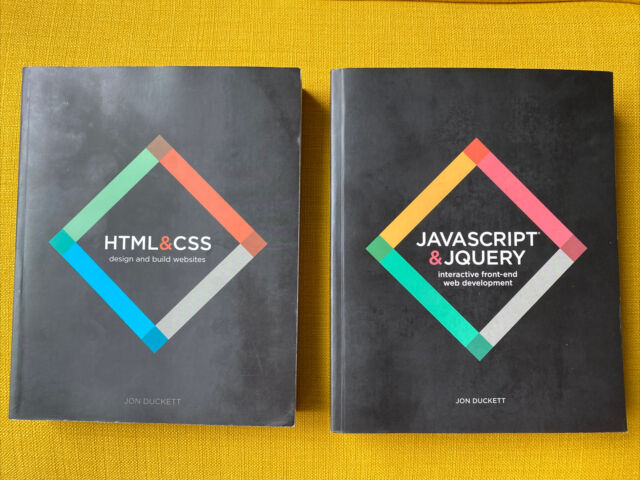 HTML&CSS
design and build websites
JON DUCKETT
JAVASCRIPT
& JQUERY
interactive front-end
web development
JON DUCKETT